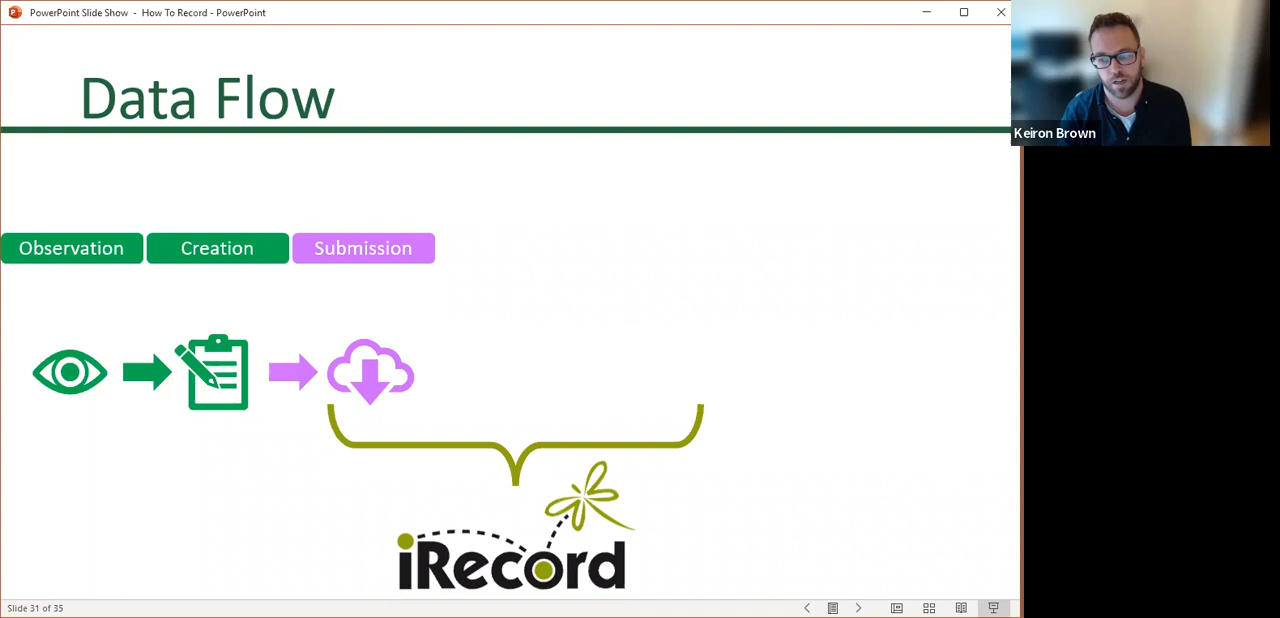 PowerPoint Slide Show - How To Record - PowerPoint
Data Flow
Keiron Brown
Observation
Creation
Submission
iRecord
Slide 31 of 35